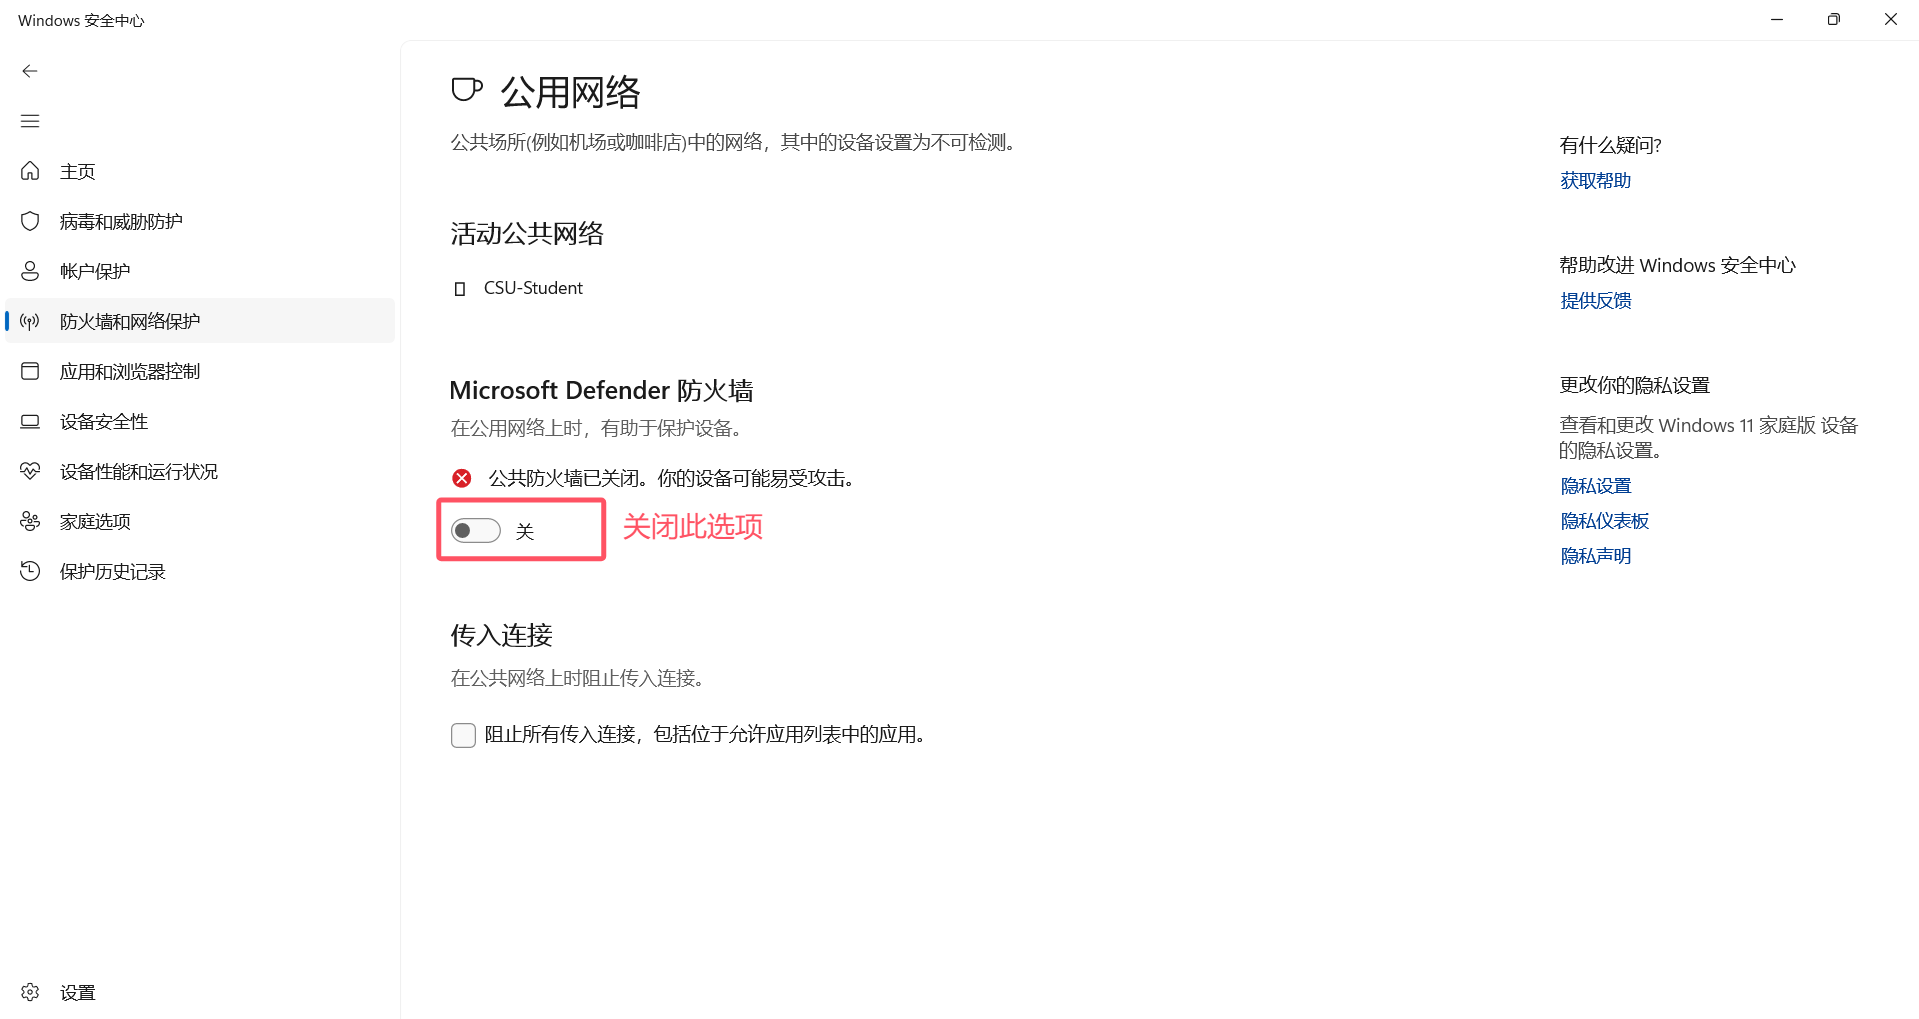 Windows 安全中心
主页
病毒和威胁防护
帐户保护
防火墙和网络保护
应用和浏览器控制
设备安全性
设备性能和运行状况
家庭选项
保护历史记录
设置
公用网络
公共场所(例如机场或咖啡店)中的网络，其中的设备设置为不可检测。
活动公共网络
CSU-Student
Microsoft Defender 防火墙
在公用网络上时，有助于保护设备。
公共防火墙已关闭。你的设备可能易受攻击。
关
关闭此选项
传入连接
在公共网络上时阻止传入连接。
阻止所有传入连接，包括位于允许应用列表中的应用。
有什么疑问?
获取帮助
帮助改进 Windows 安全中心
提供反馈
更改你的隐私设置
查看和更改 Windows 11 家庭版 设备
的隐私设置。
隐私设置
隐私仪表板
隐私声明